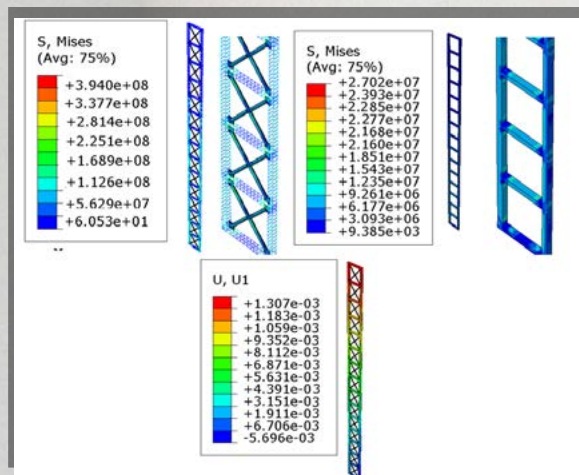 S, Mises
(Avg: 75%)
+3.940e+08
+3.377e+08
+2.814e+08
+2.251e+08
+1.689e+08
+1.126e+08
+5.629e+07
+6.053e+01
S, Mises
(Avg: 75%)
+2.702e+07
+2.393e+07
+2.285e+07
+2.277e+07
+2.168e+07
+2.160e+07
+1.851e+07
+1.543e+07
+1.235e+07
+9.261e+06
+6.177e+06
+3.093e+06
+9.385e+03
U, U1
+1.307e-03
+1.183e-03
+1.059e-03
+9.352e-03
+8.112e-03
+6.871e-03
+5.631e-03
+4.391e-03
+3.151e-03
+1.911e-03
+6.706e-03
-5.696e-03